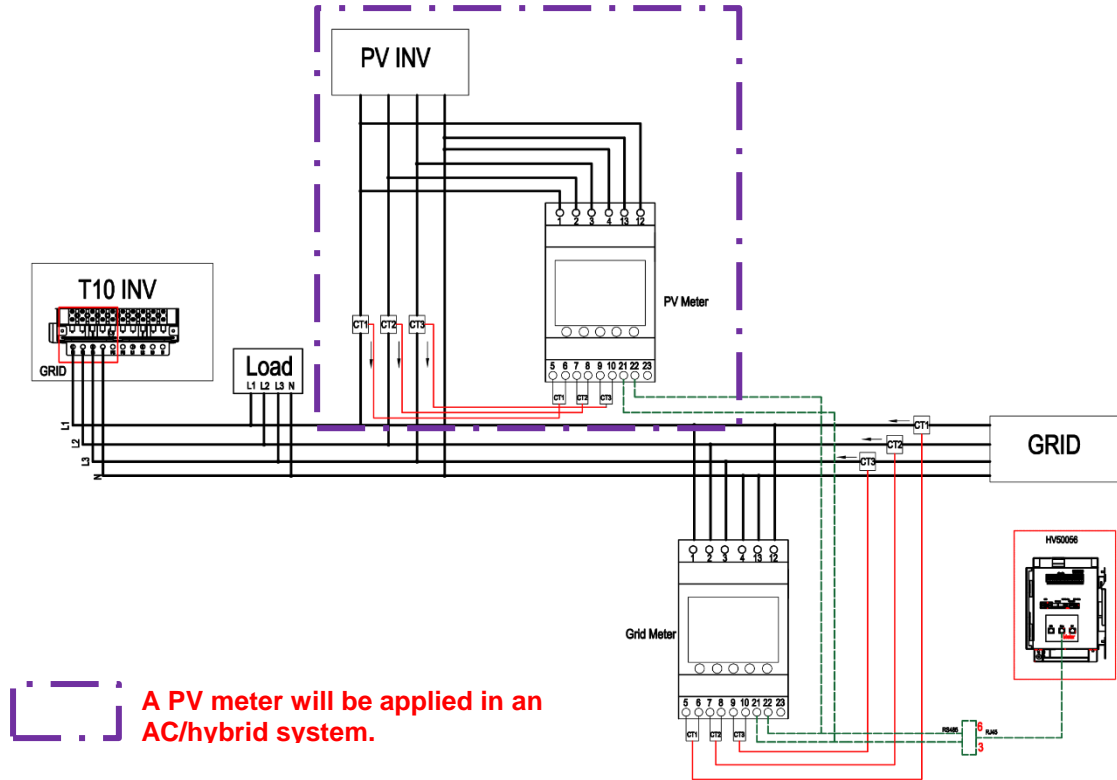 PV INV
1 2 3 4 13 12
T10 INV
GRID
PV Meter
CT1 CT2 CT3
Load
L1 L2 L3 N
5 6 7 8 9 10 21 22 23
CT1 CT2 CT3
L1
L2
L3
N
CT1
CT2
CT3
GRID
HV50056
1 2 3 4 13 12
Grid Meter
5 6 7 8 9 10 21 22 23
CT1 CT2 CT3
RS485
6
3
RJ45
A PV meter will be applied in an
AC/hybrid system.